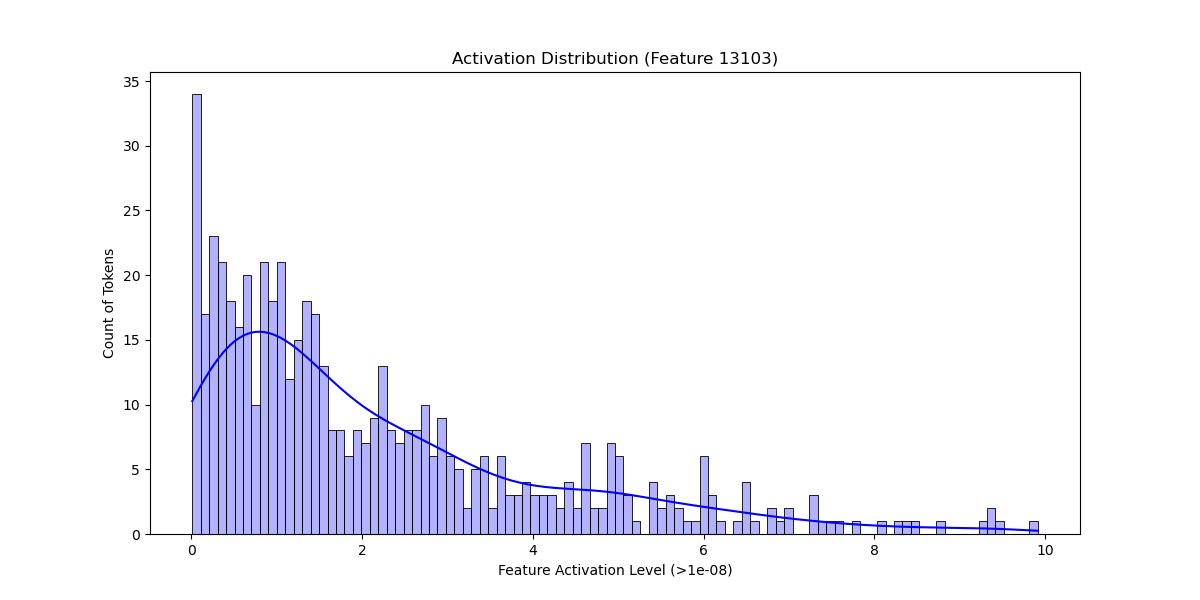 Activation Distribution (Feature 13103)
35
30
25
20
15
10
5
0
Count of Tokens
0 2 4 6 8 10
Feature Activation Level (>1e-08)